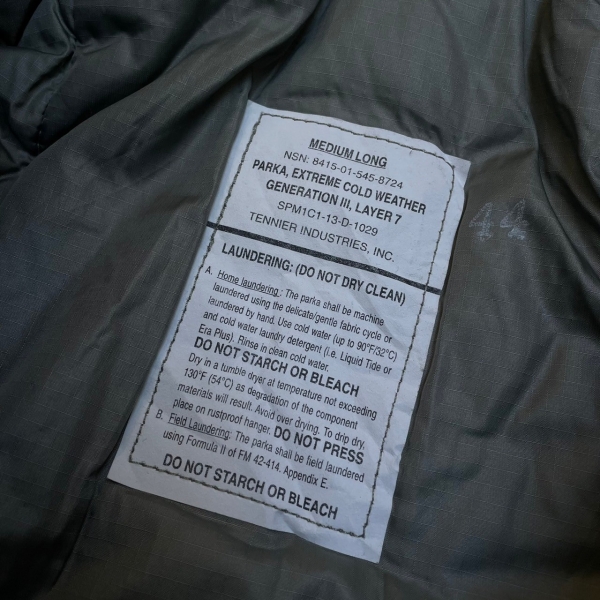 MEDIUM LONG
NSN: 8415-01-545-8724
PARKA, EXTREME COLD WEATHER
GENERATION III, LAYER 7
SPM1C1-13-D-1029
TENNIER INDUSTRIES, INC.
LAUNDERING: (DO NOT DRY CLEAN)
A. Home laundering.: The parka shall be machine
laundered using the delicate/gentle fabric cycle or
laundered by hand. Use cold water (up to 90°F/32°C)
and cold water laundry detergent (i.e. Liquid Tide or
Era Plus). Rinse in clean cold water.
DO NOT STARCH OR BLEACH
Dry in a tumble dryer at temperature not exceeding
130°F (54°C) as degradation of the component
materials will result. Avoid over drying. To drip dry,
place on rustproof hanger. DO NOT PRESS
B. Field Laundering: The parka shall be field laundered
using Formula II of FM 42-414. Appendix E.
DO NOT STARCH OR BLEACH
44